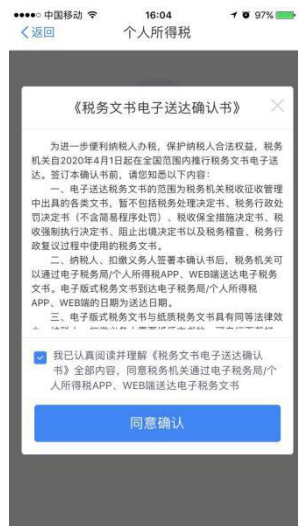 中国移动 16:04 97%
返回 个人所得税
《税务文书电子送达确认书》
为进一步便利纳税人办税，保护纳税人合法权益，税务
机关自2020年4月1日起在全国范围内推行税务文书电子送
达。签订本确认书前，请您知悉以下内容：
一、电子送达税务文书的范围为税务机关税收征收管理
中出具的各类文书，暂不包括税务处理决定书、税务行政处
罚决定书（不含简易程序处罚）、税收保全措施决定书、税
收强制执行决定书、阻止出境决定书以及税务稽查、税务行
政复议过程中使用的税务文书。
二、纳税人、扣缴义务人签署本确认书后，税务机关可
以通过电子税务局/个人所得税APP、WEB端送达电子税务
文书。电子版式税务文书到达电子税务局/个人所得税
APP、WEB端的日期为送达日期。
三、电子版式税务文书与纸质税务文书具有同等法律效
我已认真阅读并理解《税务文书电子送达确认
书》全部内容，同意税务机关通过电子税务局/个
人所得税APP、WEB端送达电子税务文书
同意确认